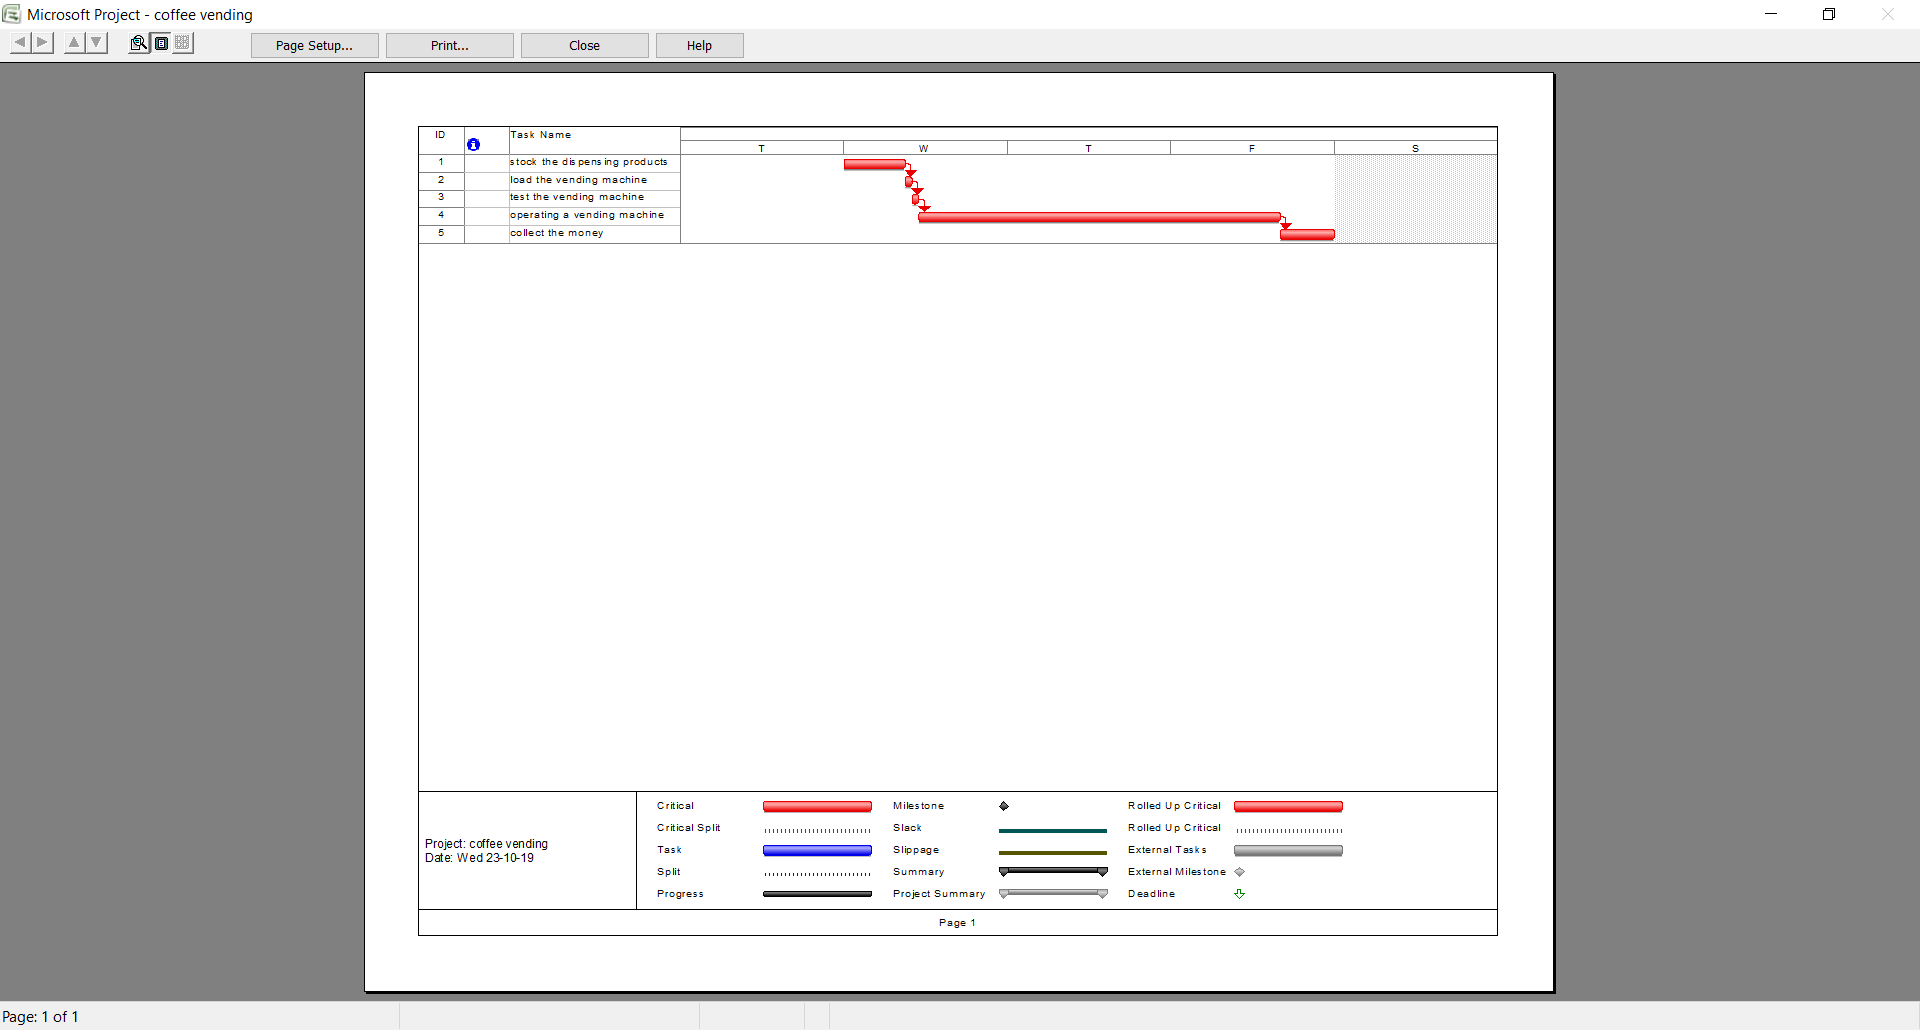 Microsoft Project - coffee vending
Page Setup... Print... Close Help
ID Task Name
T W T F S
1 stock the dispensing products
2 load the vending machine
3 test the vending machine
4 operating a vending machine
5 collect the money
Project: coffee vending
Date: Wed 23-10-19
Critical Milestone Rolled Up Critical
Critical Split Slack Rolled Up Critical
Task Slippage External Tasks
Split Summary External Milestone
Progress Project Summary Deadline
Page 1
Page: 1 of 1